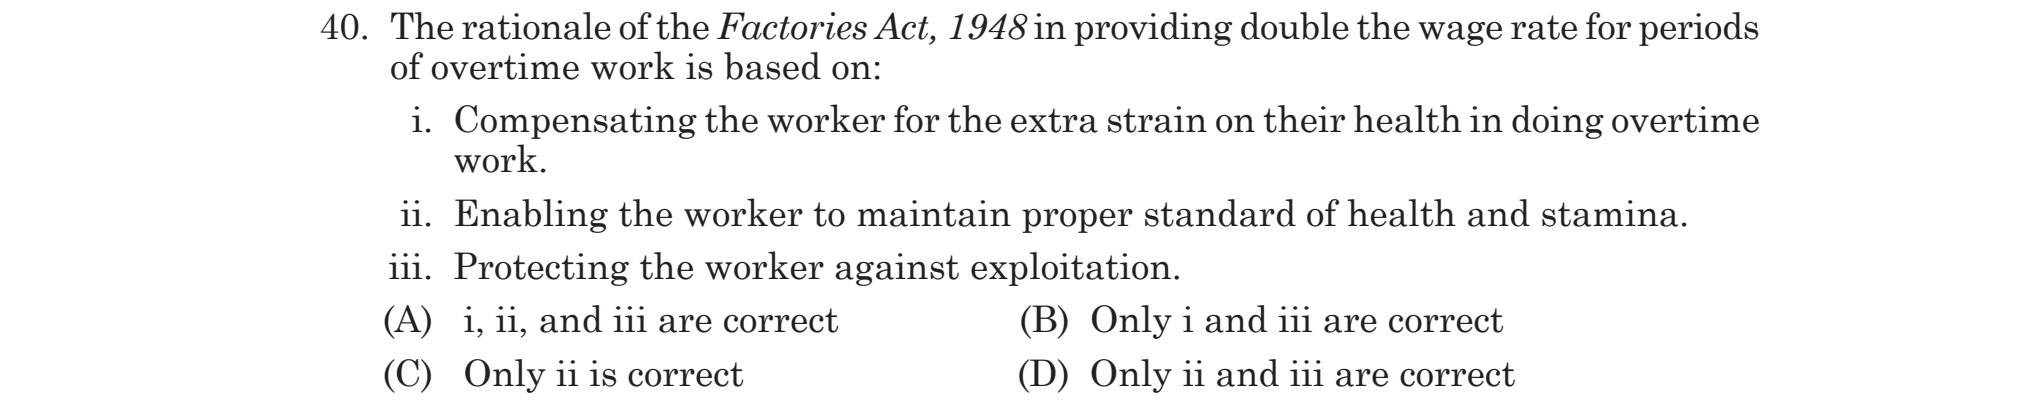 40. The rationale of the Factories Act, 1948 in providing double the wage rate for periods
of overtime work is based on:
i. Compensating the worker for the extra strain on their health in doing overtime
work.
ii. Enabling the worker to maintain proper standard of health and stamina.
iii. Protecting the worker against exploitation.
(A) i, ii, and iii are correct (B) Only i and iii are correct
(C) Only ii is correct (D) Only ii and iii are correct